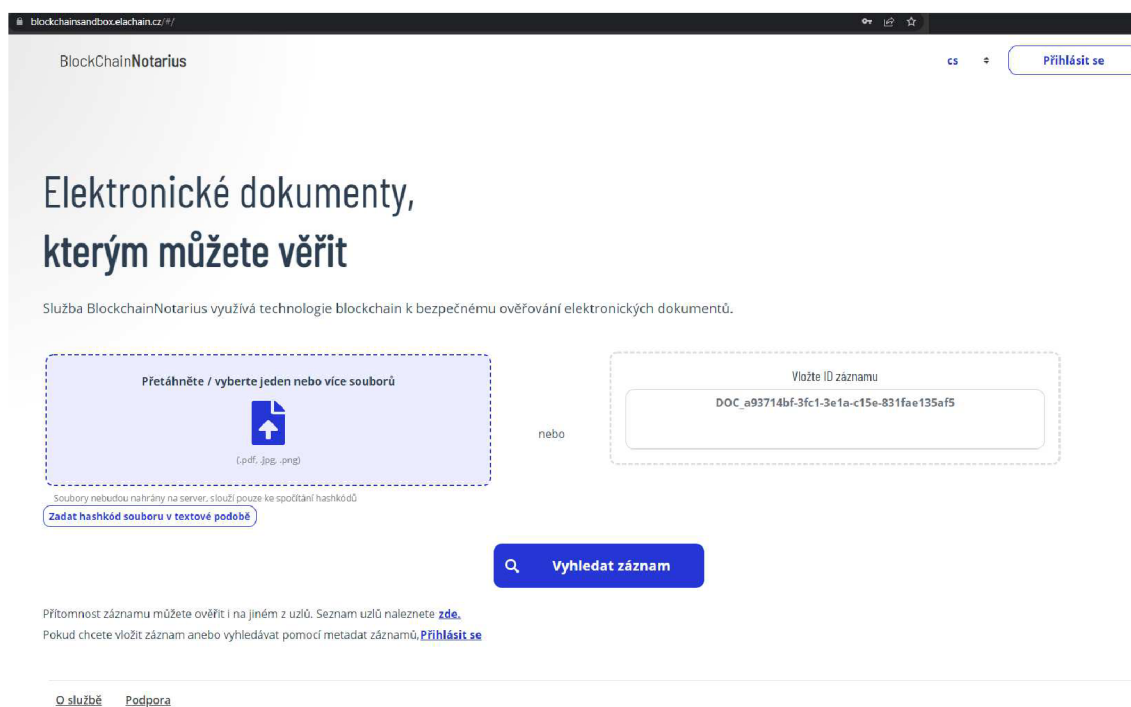 blockchainsandbox.elachain.cz/#/
BlockChainNotarius
cs
Přihlásit se
Elektronické dokumenty,
kterým můžete věřit
Služba BlockchainNotarius využívá technologie blockchain k bezpečnému ověřování elektronických dokumentů.
Přetáhněte / vyberte jeden nebo více souborů
(.pdf, .jpg, .png)
nebo
Vložte ID záznamu
DOC_a93714bf-3fc1-3e1a-c15e-831fae135af5
Soubory nebudou nahrány na server, slouží pouze ke spočítání hashkódů
Zadat hashkód souboru v textové podobě
Vyhledat záznam
Přítomnost záznamu můžete ověřit i na jiném z uzlů. Seznam uzlů naleznete zde.
Pokud chcete vložit záznam anebo vyhledávat pomocí metadat záznamů, Přihlásit se
O službě
Podpora